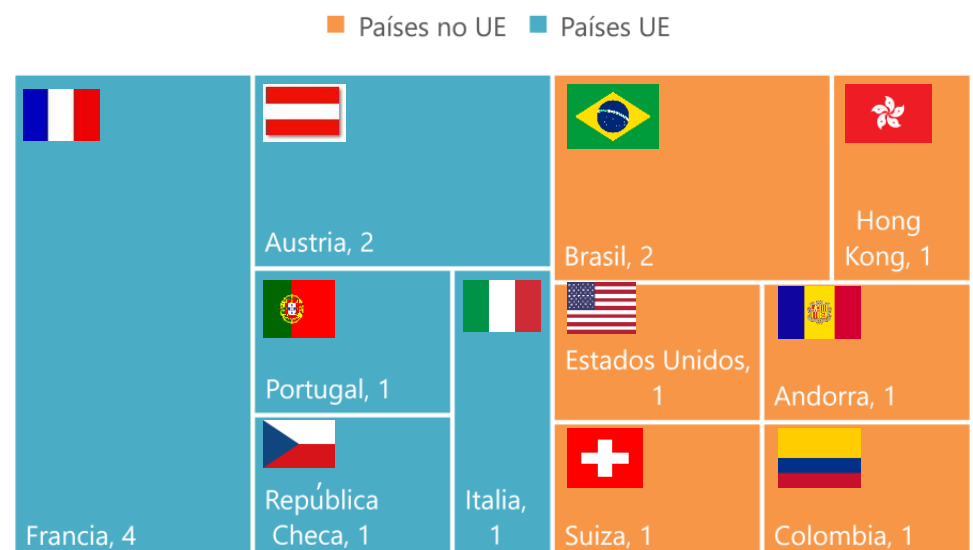 Países no UE
Países UE
Francia, 4
Austria, 2
Portugal, 1
República
Checa, 1
Italia,
1
Brasil, 2
Hong
Kong, 1
Estados Unidos,
1
Andorra, 1
Suiza, 1
Colombia, 1